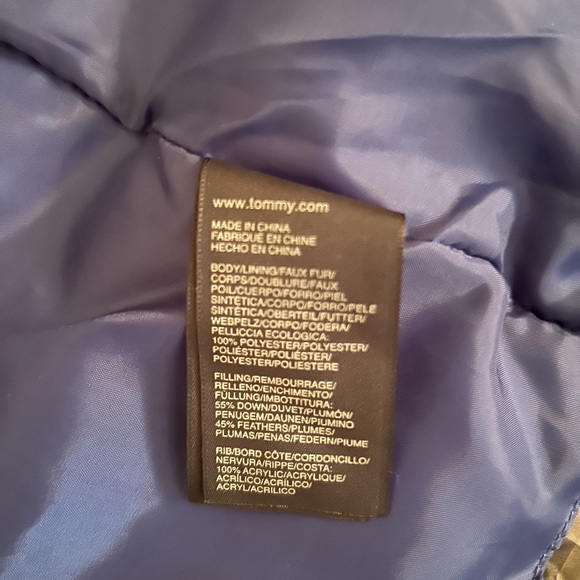 www.tommy.com
MADE IN CHINA
FABRIQUÉ EN CHINE
HECHO EN CHINA
BODY/LINING/FAUX FUR/
CORPS/DOUBLURE/FAUX
POIL/CUERPO/FORRO/PIEL
SINTÉTICA/CORPO/FORRO/PELE
SINTÉTICA/OBERTEIL/FUTTER/
WEBPELZ/CORPO/FODERA/
PELLICCIA ECOLOGICA:
100% POLYESTER/POLYESTER/
POLIÉSTER/POLIÉSTER/
POLYESTER/POLIESTERE
FILLING/REMBOURRAGE/
RELLENO/ENCHIMENTO/
FÜLLUNG/IMBOTTITURA:
55% DOWN/DUVET/PLUMÓN/
PENUGEM/DAUNEN/PIUMINO
45% FEATHERS/PLUMES/
PLUMAS/PENAS/FEDERN/PIUME
RIB/BORD CÔTE/CORDONCILLO/
NERVURA/RIPPE/COSTA:
100% ACRYLIC/ACRYLIQUE/
ACRÍLICO/ACRÍLICO/
ACRYL/ACRILICO